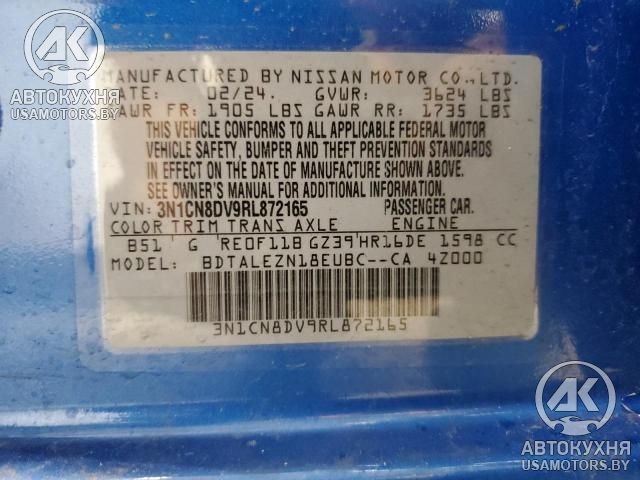 MANUFACTURED BY NISSAN MOTOR CO., LTD.
DATE: 02/24. GVWR: 3624 LBS
GAWR FR: 1905 LBS GAWR RR: 1735 LBS
THIS VEHICLE CONFORMS TO ALL APPLICABLE FEDERAL MOTOR
VEHICLE SAFETY, BUMPER AND THEFT PREVENTION STANDARDS
IN EFFECT ON THE DATE OF MANUFACTURE SHOWN ABOVE.
SEE OWNER'S MANUAL FOR ADDITIONAL INFORMATION.
VIN: 3N1CN8DV9RL872165 PASSENGER CAR.
COLOR TRIM TRANS AXLE ENGINE
B51 G RE0F11B GZ39 HR16DE 1598 CC
MODEL: BDTALEZN18EUBC--CA 4Z000
3N1CN8DV9RL872165
АК
АВТОКУХНЯ
USAMOTORS.BY
АК
АВТОКУХНЯ
USAMOTORS.BY